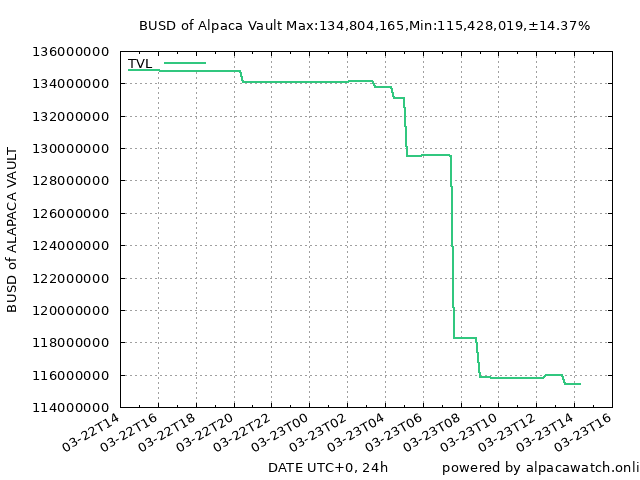 BUSD of Alpaca Vault Max:134,804,165,Min:115,428,019,±14.37%
136000000
134000000
132000000
130000000
128000000
126000000
124000000
122000000
120000000
118000000
116000000
114000000
BUSD of ALAPACA VAULT
TVL
03-22T14
03-22T16
03-22T18
03-22T20
03-22T22
03-23T00
03-23T02
03-23T04
03-23T06
03-23T08
03-23T10
03-23T12
03-23T14
03-23T16
DATE UTC+0, 24h
powered by alpacawatch.onli